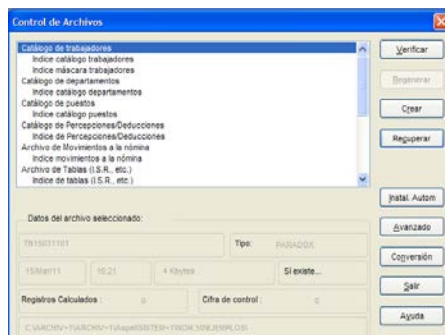 Control de Archivos
Catálogo de trabajadores
Indice catálogo trabajadores
Indice máscara trabajadores
Catálogo de departamentos
Indice catálogo departamentos
Catálogo de puestos
Indice catálogo puestos
Catálogo de Percepciones/Deducciones
Indice de Percepciones/Deducciones
Archivo de Movimientos a la nómina
Indice movimientos a la nómina
Archivo de Tablas (I.S.R., etc.)
Indice de tablas (I.S.R., etc.)
Verificar
Regenerar
Crear
Recuperar
Instal. Autom
Avanzado
Conversión
Salir
Ayuda
Datos del archivo seleccionado:
Tipo: PARADOX
15/Mar/11 16:21 4 Kbytes Sí existe...
Registros Calculados : 0 Cifra de control : 0